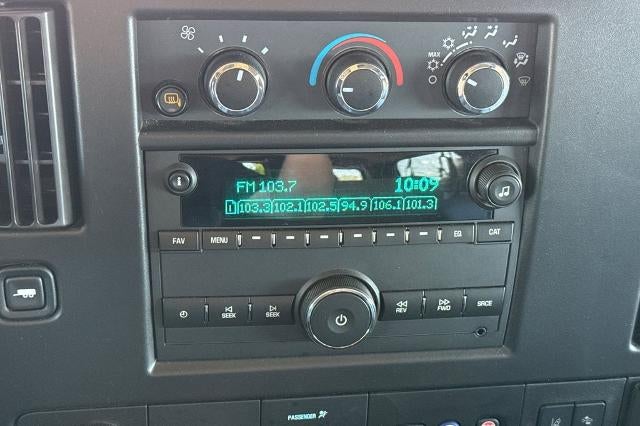 MAX
FM 103.7 10:09
1 103.3 102.1 102.5 94.9 106.1 101.3
FAV MENU EQ CAT
SEEK SEEK REV FWD SRCE
PASSENGER